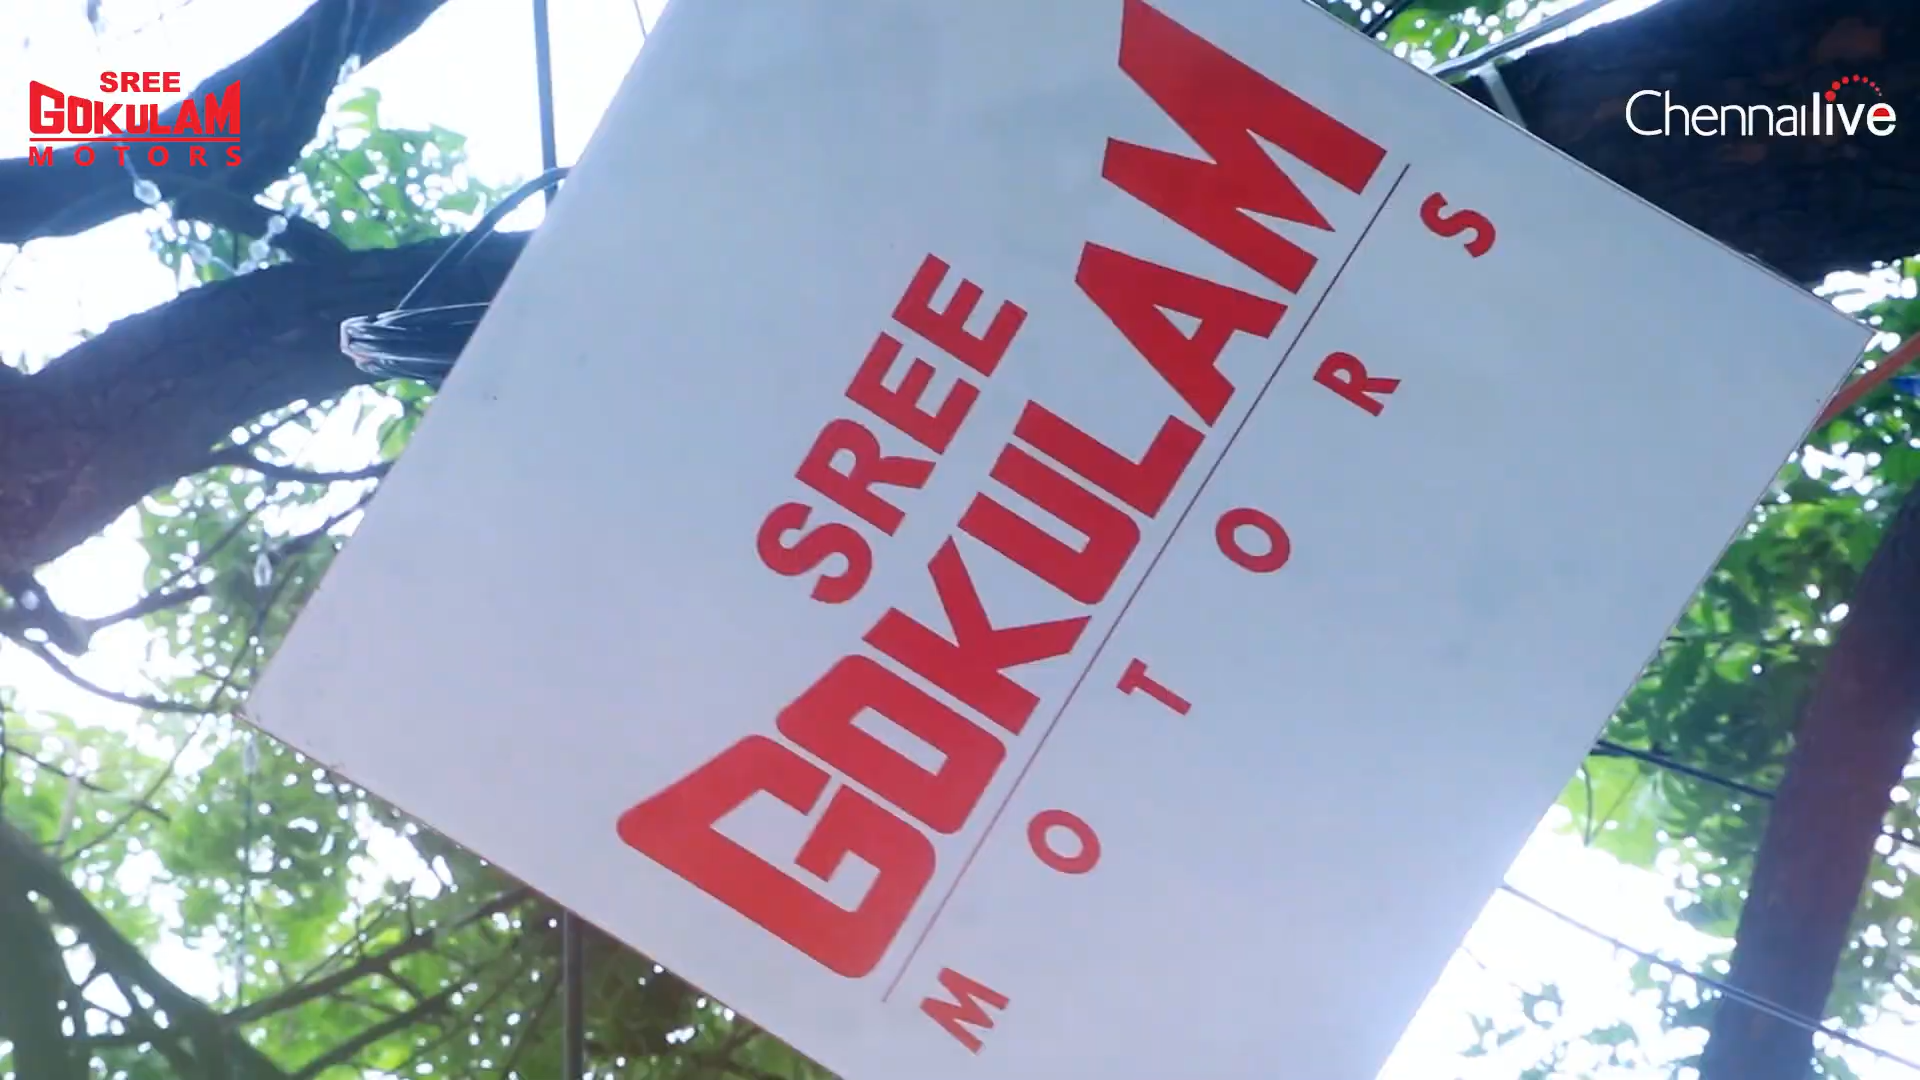 SREE
GOKULAM
MOTORS
Chennailive
SREE
GOKULAM
MOTORS